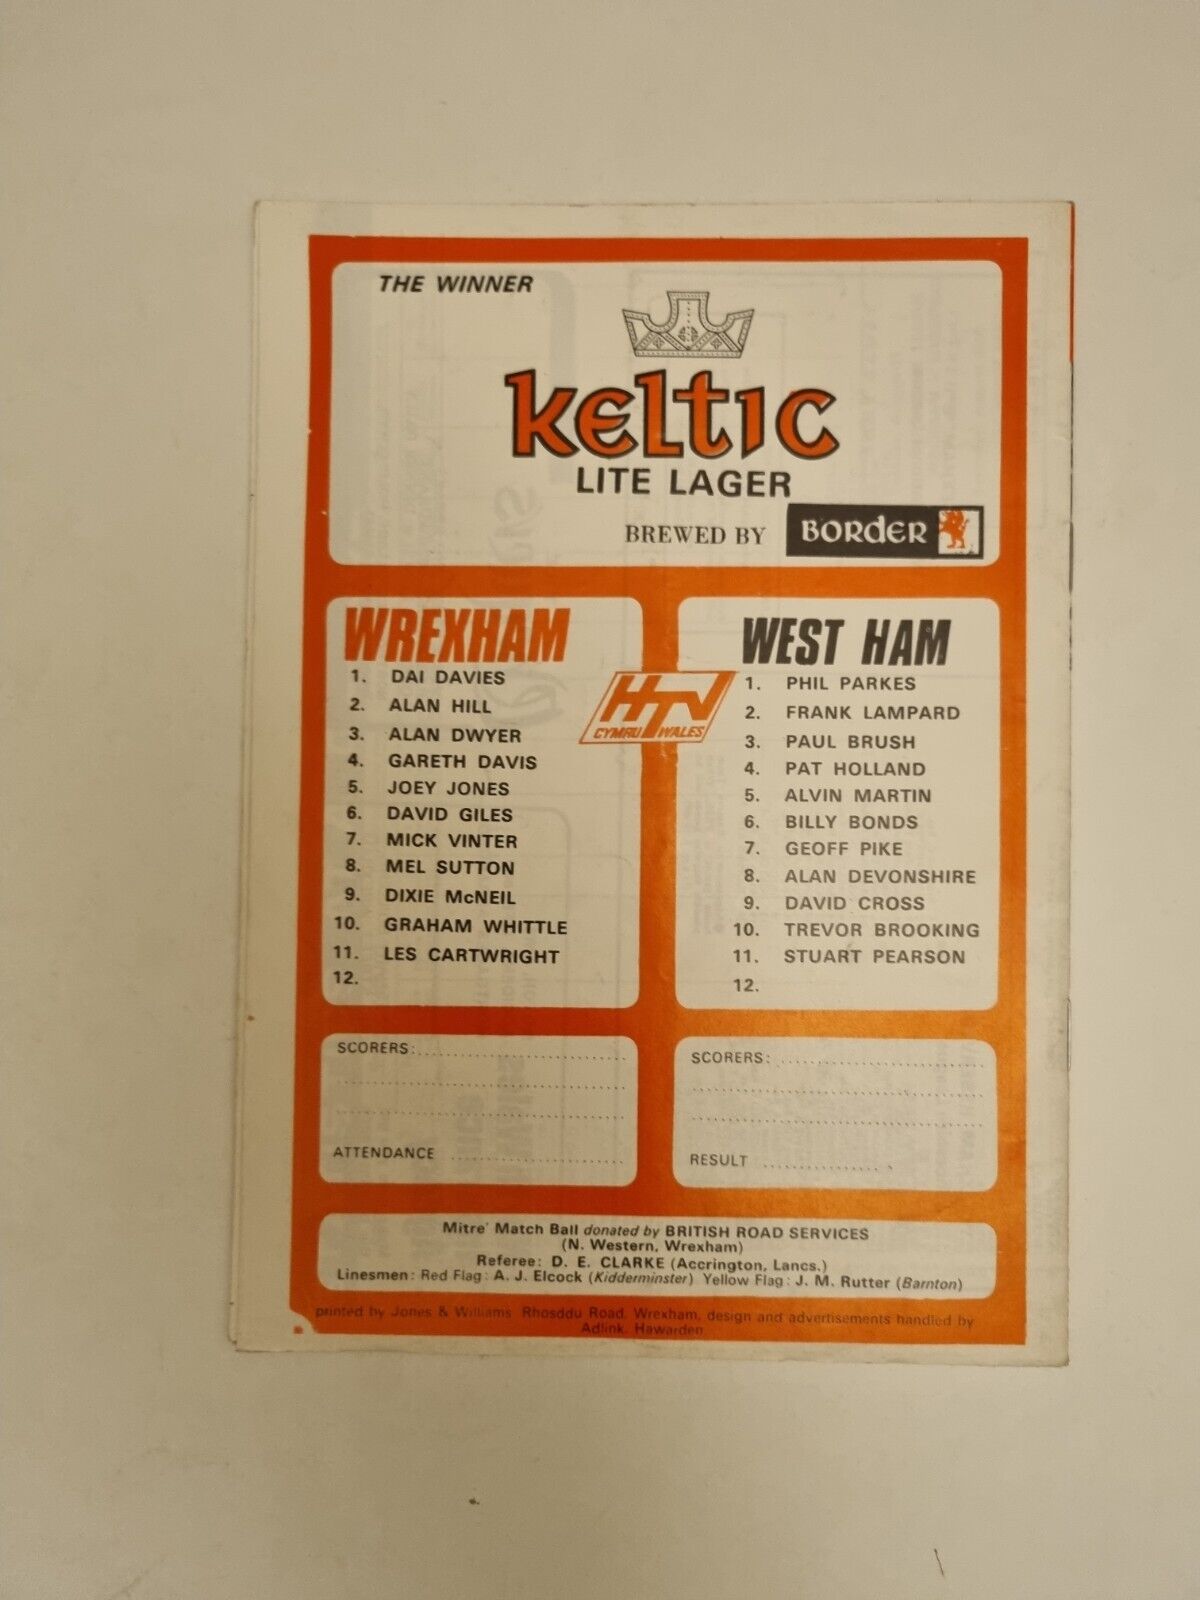 THE WINNER
KELTIC
LITE LAGER
BREWED BY BORDER
WREXHAM
1. DAI DAVIES
2. ALAN HILL
3. ALAN DWYER
4. GARETH DAVIS
5. JOEY JONES
6. DAVID GILES
7. MICK VINTER
8. MEL SUTTON
9. DIXIE McNEIL
10. GRAHAM WHITTLE
11. LES CARTWRIGHT
12.
HTV
CYMRU WALES
WEST HAM
1. PHIL PARKES
2. FRANK LAMPARD
3. PAUL BRUSH
4. PAT HOLLAND
5. ALVIN MARTIN
6. BILLY BONDS
7. GEOFF PIKE
8. ALAN DEVONSHIRE
9. DAVID CROSS
10. TREVOR BROOKING
11. STUART PEARSON
12.
SCORERS:
ATTENDANCE
SCORERS:
RESULT
Mitre' Match Ball donated by BRITISH ROAD SERVICES
(N. Western, Wrexham)
Referee: D. E. CLARKE (Accrington, Lancs.)
Linesmen: Red Flag: A. J. Elcock (Kidderminster) Yellow Flag: J. M. Rutter (Barnton)
printed by Jones & Williams Rhosddu Road, Wrexham, design and advertisements handled by
Adlink, Hawarden